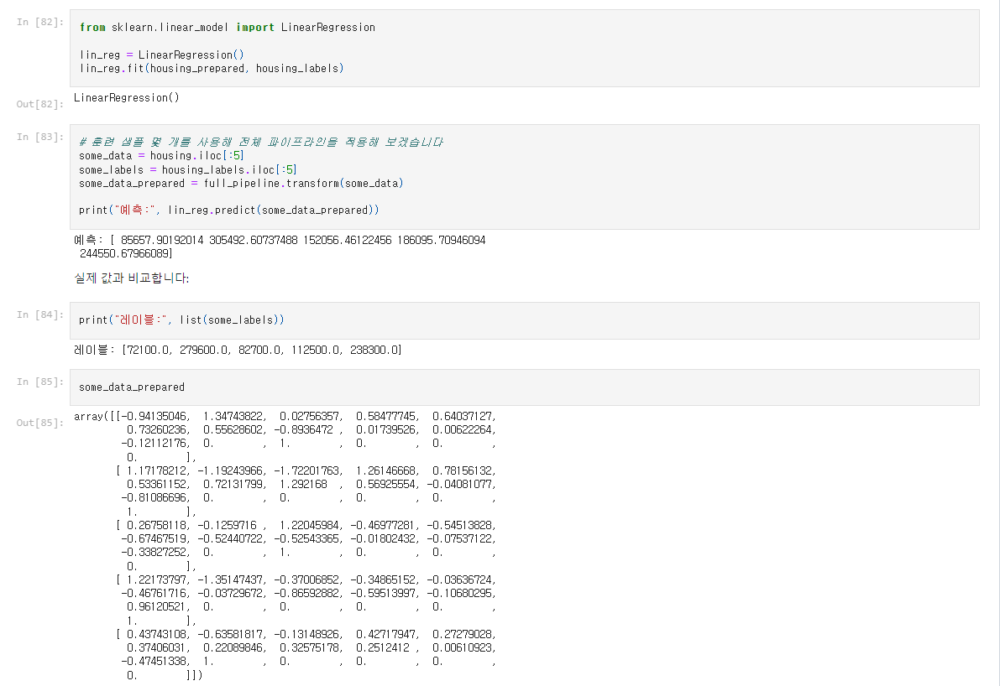 In [82]:
from sklearn.linear_model import LinearRegression
lin_reg = LinearRegression()
lin_reg.fit(housing_prepared, housing_labels)
Out[82]:
LinearRegression()
In [83]:
# 훈련 샘플 몇 개를 사용해 전체 파이프라인을 적용해 보겠습니다
some_data = housing.iloc[:5]
some_labels = housing_labels.iloc[:5]
some_data_prepared = full_pipeline.transform(some_data)
print("예측:", lin_reg.predict(some_data_prepared))
예측: [ 85657.90192014 305492.60737488 152056.46122456 186095.70946094
244550.67966089]
실제 값과 비교합니다:
In [84]:
print("레이블:", list(some_labels))
레이블: [72100.0, 279600.0, 82700.0, 112500.0, 238300.0]
In [85]:
some_data_prepared
Out[85]:
array([[-0.94135046, 1.34743822, 0.02756357, 0.58477745, 0.64037127,
0.73260236, 0.55628602, -0.8936472 , 0.01739526, 0.00622264,
-0.12112176, 0. , 1. , 0. , 0. ,
0. ],
[ 1.17178212, -1.19243966, -1.72201763, 1.26146668, 0.78156132,
0.53361152, 0.72131799, 1.292168 , 0.56925554, -0.04081077,
-0.81086696, 0. , 0. , 0. , 0. ,
1. ],
[ 0.26758118, -0.1259716 , 1.22045984, -0.46977281, -0.54513828,
-0.67467519, -0.52440722, -0.52543365, -0.01802432, -0.07537122,
-0.33827252, 0. , 1. , 0. , 0. ,
0. ],
[ 1.22173797, -1.35147437, -0.37006852, -0.34865152, -0.03636724,
-0.46761716, -0.03729672, -0.86592882, -0.59513997, -0.10680295,
0.96120521, 0. , 0. , 0. , 0. ,
1. ],
[ 0.43743108, -0.63581817, -0.13148926, 0.42717947, 0.27279028,
0.37406031, 0.22089846, 0.32575178, 0.2512412 , 0.00610923,
-0.47451338, 1. , 0. , 0. , 0. ,
0. ]])